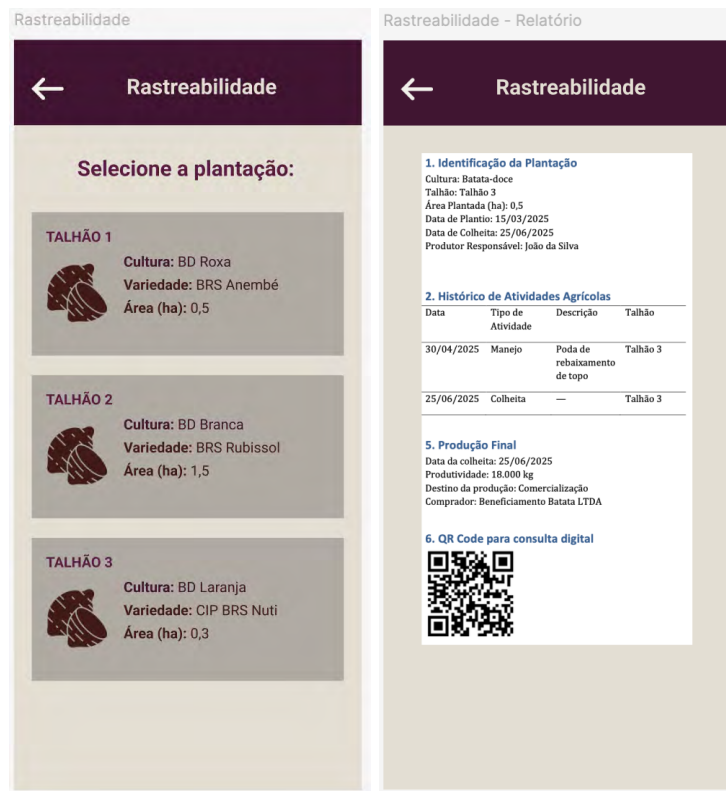 Rastreabilidade
Rastreabilidade
Selecione a plantação:
TALHÃO 1
Cultura: BD Roxa
Variedade: BRS Anembé
Área (ha): 0,5
TALHÃO 2
Cultura: BD Branca
Variedade: BRS Rubissol
Área (ha): 1,5
TALHÃO 3
Cultura: BD Laranja
Variedade: CIP BRS Nuti
Área (ha): 0,3
Rastreabilidade - Relatório
Rastreabilidade
1. Identificação da Plantação
Cultura: Batata-doce
Talhão: Talhão 3
Área Plantada (ha): 0,5
Data de Plantio: 15/03/2025
Data de Colheita: 25/06/2025
Produtor Responsável: João da Silva
2. Histórico de Atividades Agrícolas
Data Tipo de Descrição Talhão
Atividade
30/04/2025 Manejo Poda de Talhão 3
rebaixamento
de topo
25/06/2025 Colheita — Talhão 3
5. Produção Final
Data da colheita: 25/06/2025
Produtividade: 18.000 kg
Destino da produção: Comercialização
Comprador: Beneficiamento Batata LTDA
6. QR Code para consulta digital